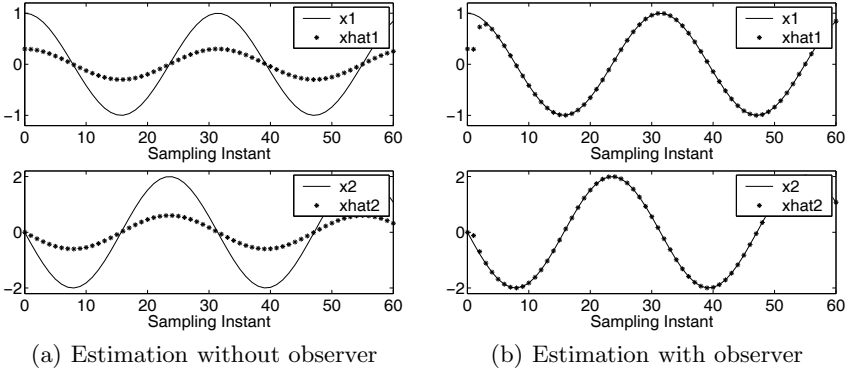 1
0
−1
0 10 20 30 40 50 60
Sampling Instant
x1
xhat1
2
0
−2
0 10 20 30 40 50 60
Sampling Instant
x2
xhat2
(a) Estimation without observer
1
0
−1
0 10 20 30 40 50 60
Sampling Instant
x1
xhat1
2
0
−2
0 10 20 30 40 50 60
Sampling Instant
x2
xhat2
(b) Estimation with observer